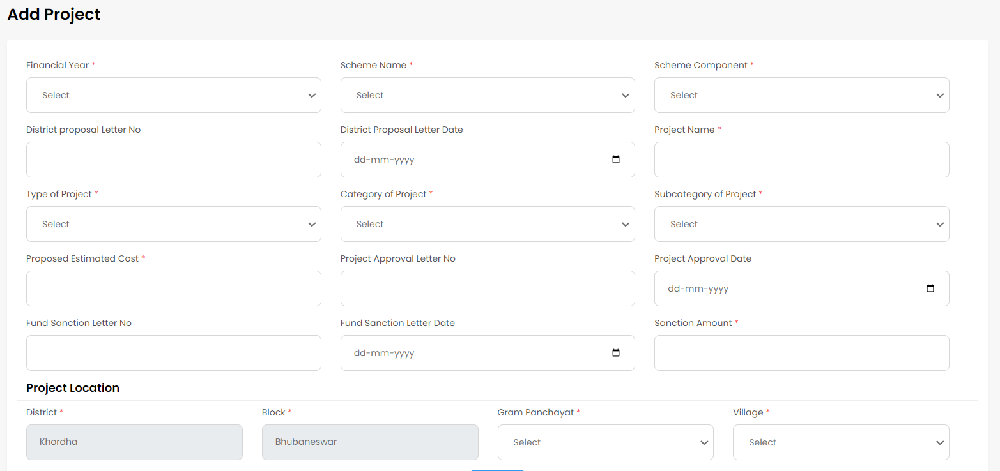 Add Project
Financial Year * Scheme Name * Scheme Component *
Select Select Select
District proposal Letter No District Proposal Letter Date Project Name *
dd-mm-yyyy
Type of Project * Category of Project * Subcategory of Project *
Select Select Select
Proposed Estimated Cost * Project Approval Letter No Project Approval Date
dd-mm-yyyy
Fund Sanction Letter No Fund Sanction Letter Date Sanction Amount *
dd-mm-yyyy
Project Location
District * Block * Gram Panchayat * Village *
Khordha Bhubaneswar Select Select